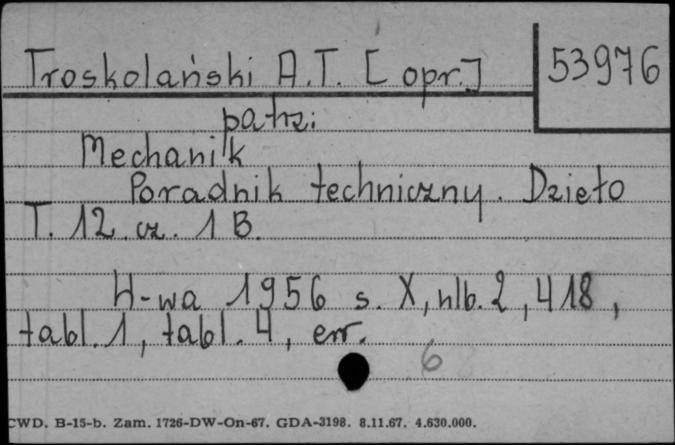 Troskolański A.T. [opr.] 53976
patrz:
Mechanik
Poradnik techniczny. Dzieło
T. 12 cz. 1 B.
W-wa 1956 s. X, nlb. 2, 418,
tabl. 1, tabl. 4, err.
6
CWD. B-15-b. Zam. 1726-DW-On-67. GDA-3198. 8.11.67. 4.630.000.